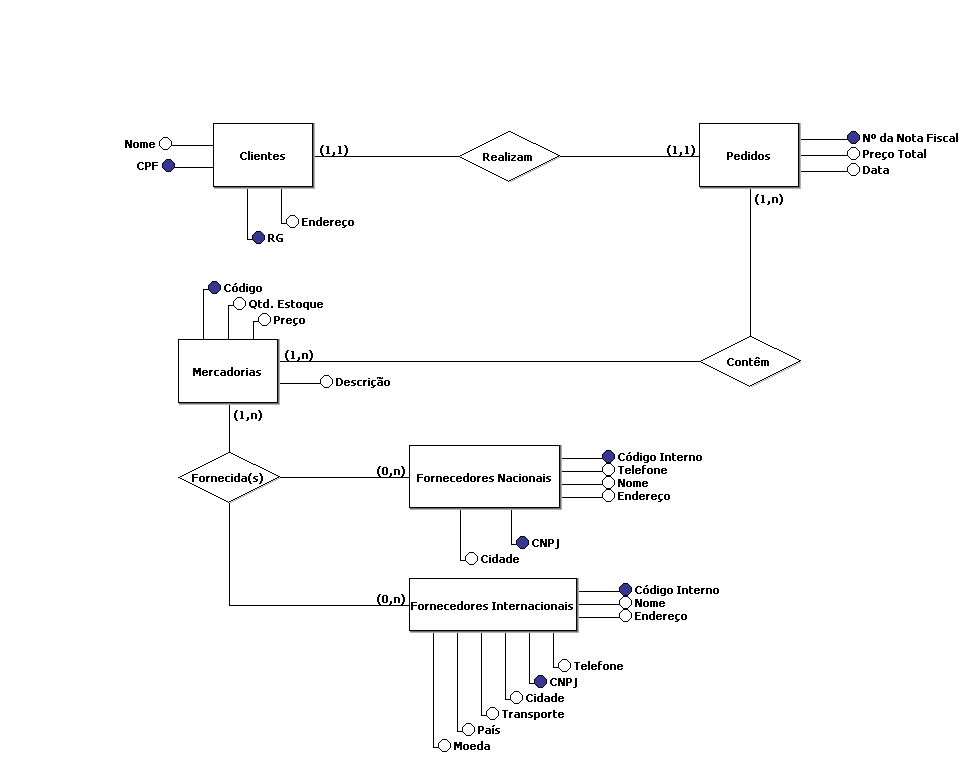 Nome
CPF
Clientes
(1,1)
Realizam
(1,1)
Pedidos
Nº da Nota Fiscal
Preço Total
Data
(1,n)
Endereço
RG
Código
Qtd. Estoque
Preço
Mercadorias
(1,n)
Descrição
Contêm
(1,n)
Fornecida(s)
(0,n)
Fornecedores Nacionais
Código Interno
Telefone
Nome
Endereço
CNPJ
Cidade
(0,n)
Fornecedores Internacionais
Código Interno
Nome
Endereço
Telefone
CNPJ
Cidade
Transporte
País
Moeda